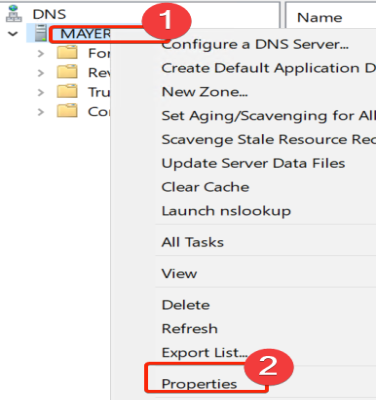 DNS
Name
MAYER
1
For
Rev
Tru
Co
Configure a DNS Server...
Create Default Application D
New Zone...
Set Aging/Scavenging for All
Scavenge Stale Resource Rec
Update Server Data Files
Clear Cache
Launch nslookup
All Tasks
View
Delete
Refresh
Export List...
2
Properties